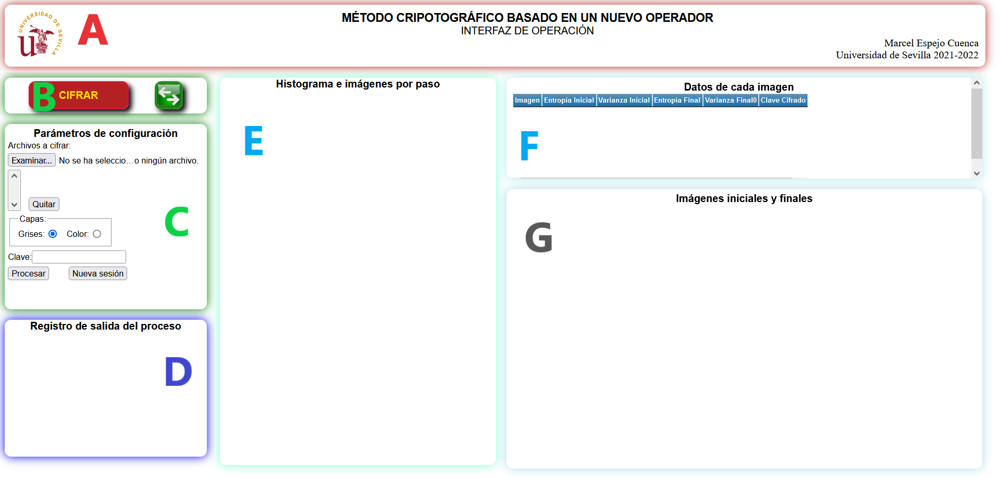 UNIVERSIDAD DE SEVILLA
A
MÉTODO CRIPOTOGRÁFICO BASADO EN UN NUEVO OPERADOR
INTERFAZ DE OPERACIÓN
Marcel Espejo Cuenca
Universidad de Sevilla 2021-2022
B CIFRAR
Parámetros de configuración
Archivos a cifrar:
Examinar... No se ha seleccio…o ningún archivo.
Quitar
Capas:
Grises: Color:
C
Clave:
Procesar Nueva sesión
Registro de salida del proceso
D
Histograma e imágenes por paso
E
Datos de cada imagen
Imagen Entropía Inicial Varianza Inicial Entropía Final Varianza Final0 Clave Cifrado
F
Imágenes iniciales y finales
G